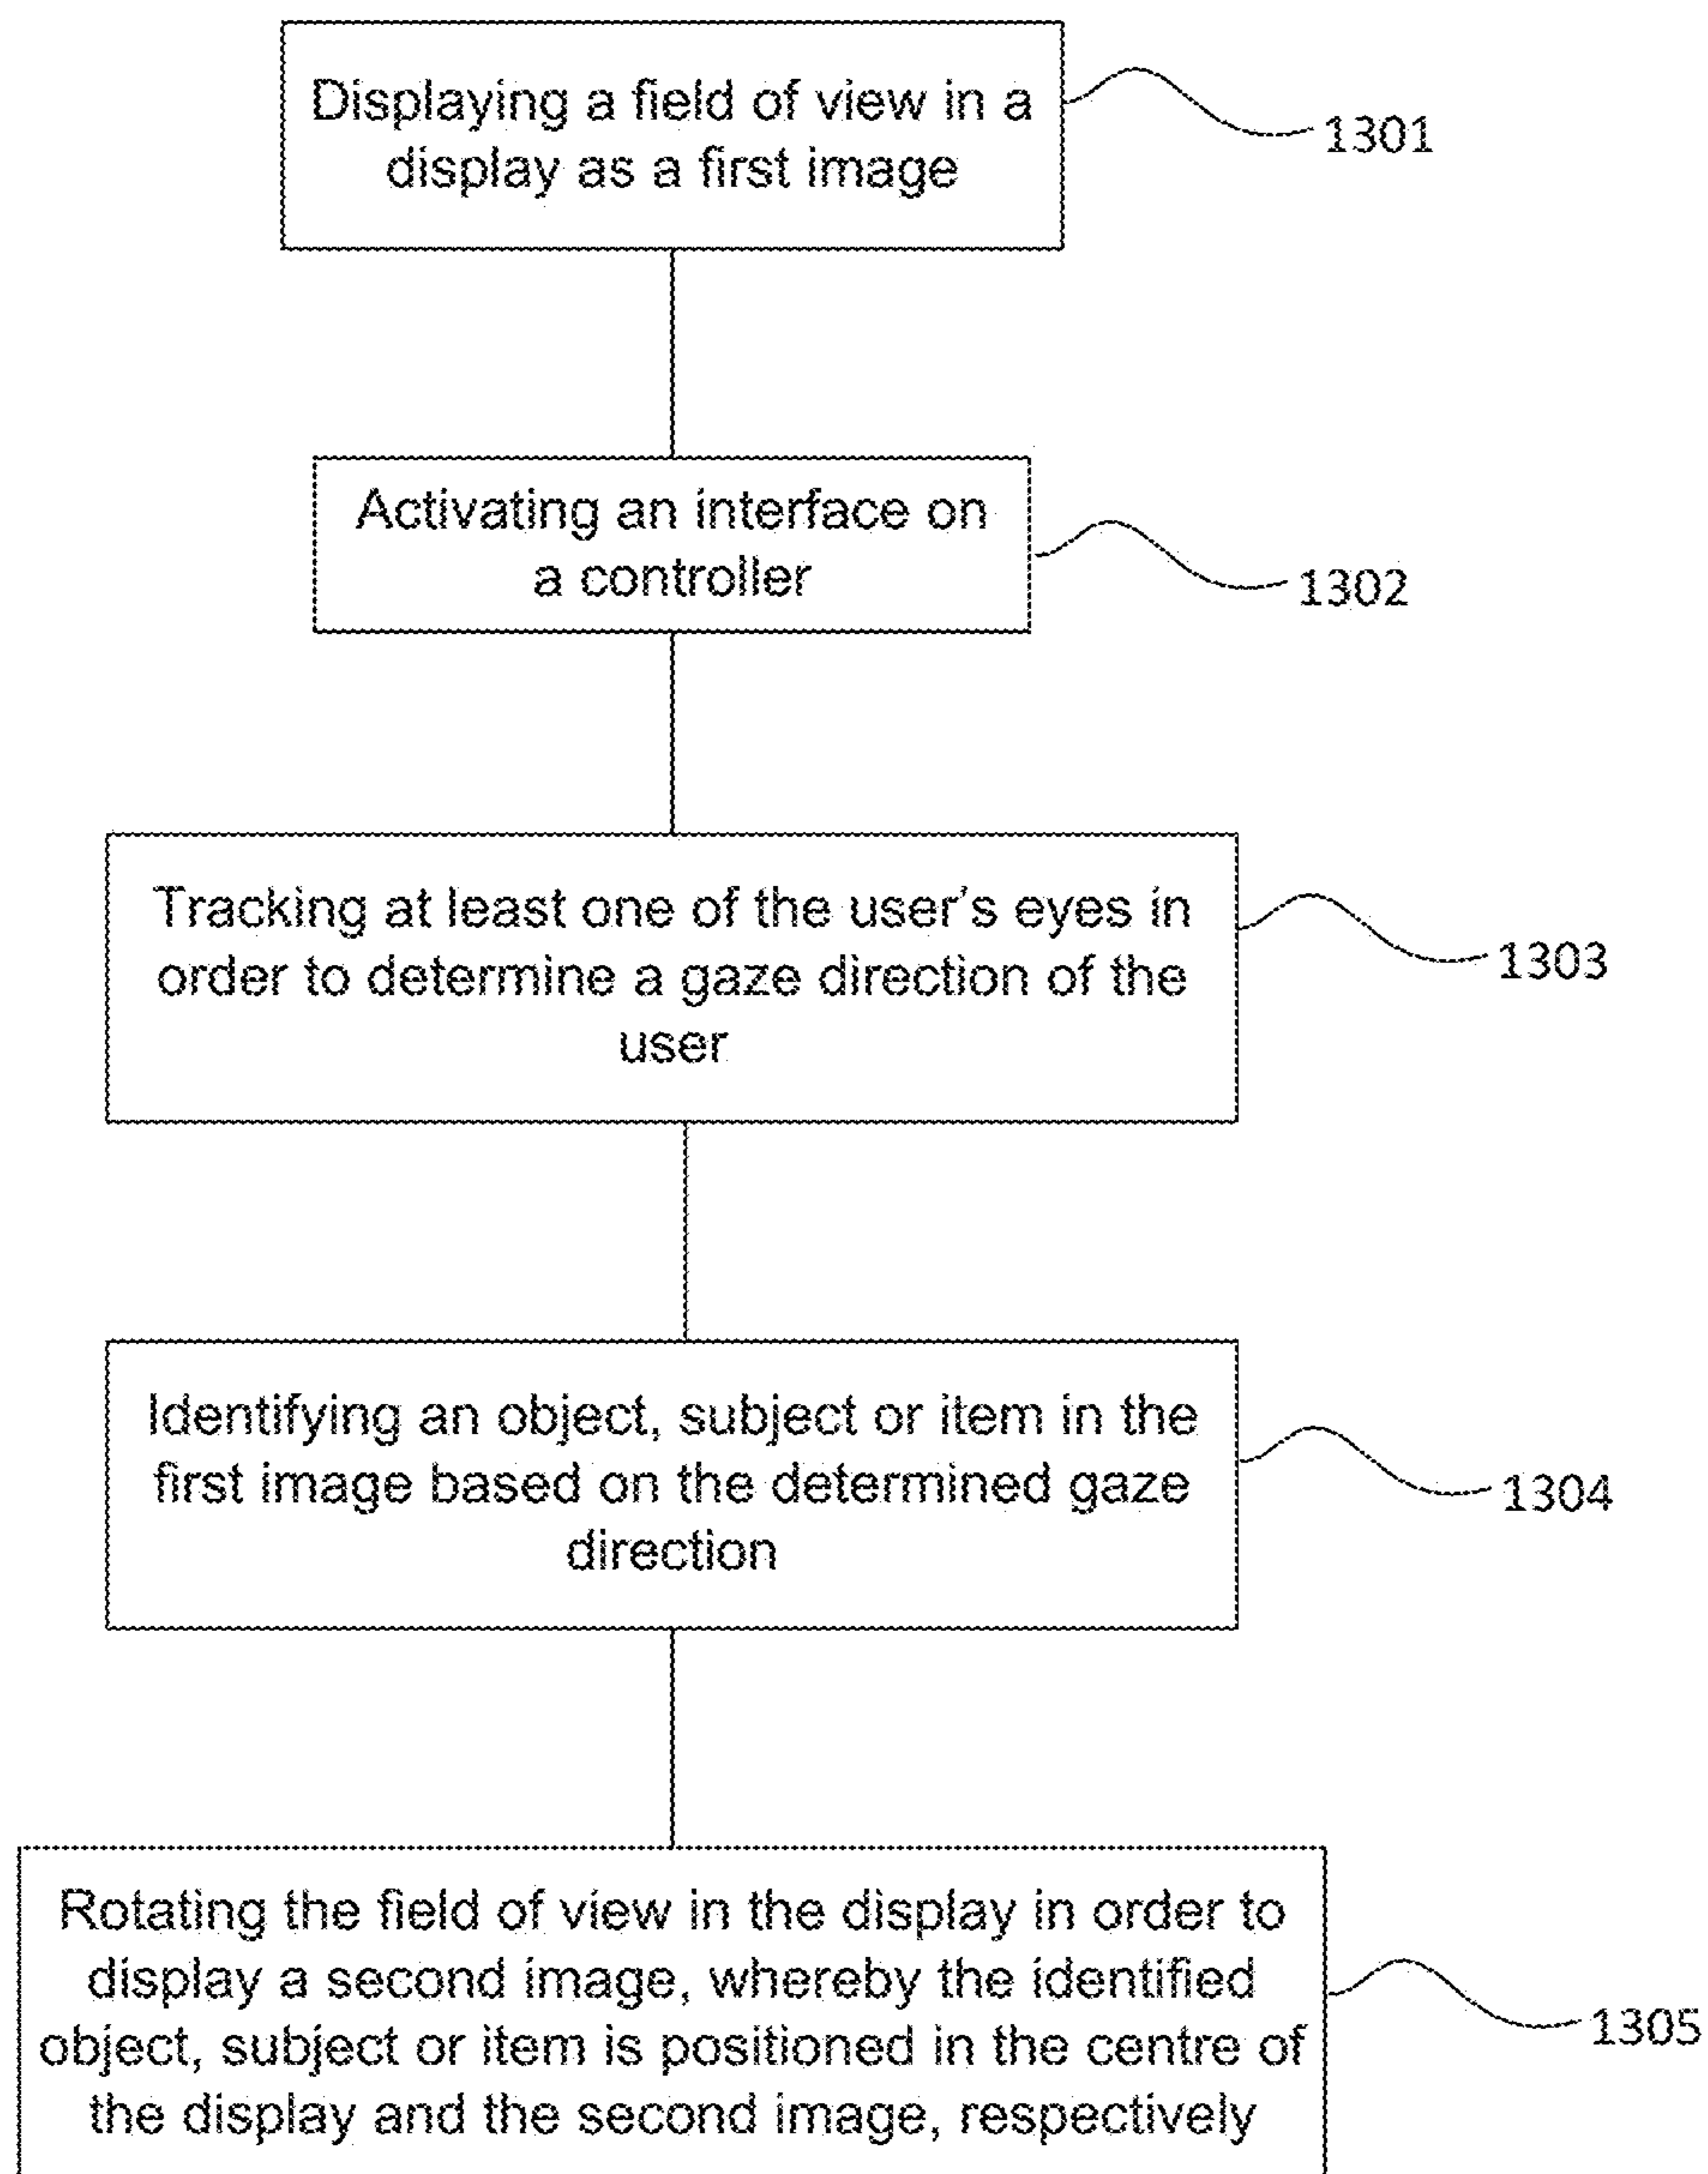 Displaying a field of view in a
display as a first image
1301
Activating an interface on
a controller
1302
Tracking at least one of the user's eyes in
order to determine a gaze direction of the
user
1303
Identifying an object, subject or item in the
first image based on the determined gaze
direction
1304
Rotating the field of view in the display in order to
display a second image, whereby the identified
object, subject or item is positioned in the centre of
the display and the second image, respectively
1305